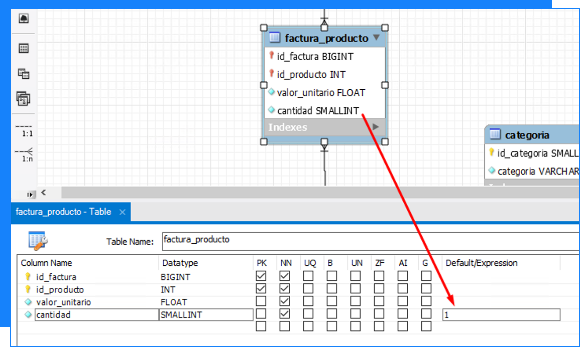 factura_producto
id_factura BIGINT
id_producto INT
valor_unitario FLOAT
cantidad SMALLINT
Indexes
1:1
1:n
categoria
id_categoria SMALL
categoria VARCHAR
factura_producto - Table ×
Table Name: factura_producto
Column Name Datatype PK NN UQ B UN ZF AI G Default/Expression
id_factura BIGINT
id_producto INT
valor_unitario FLOAT
cantidad SMALLINT 1